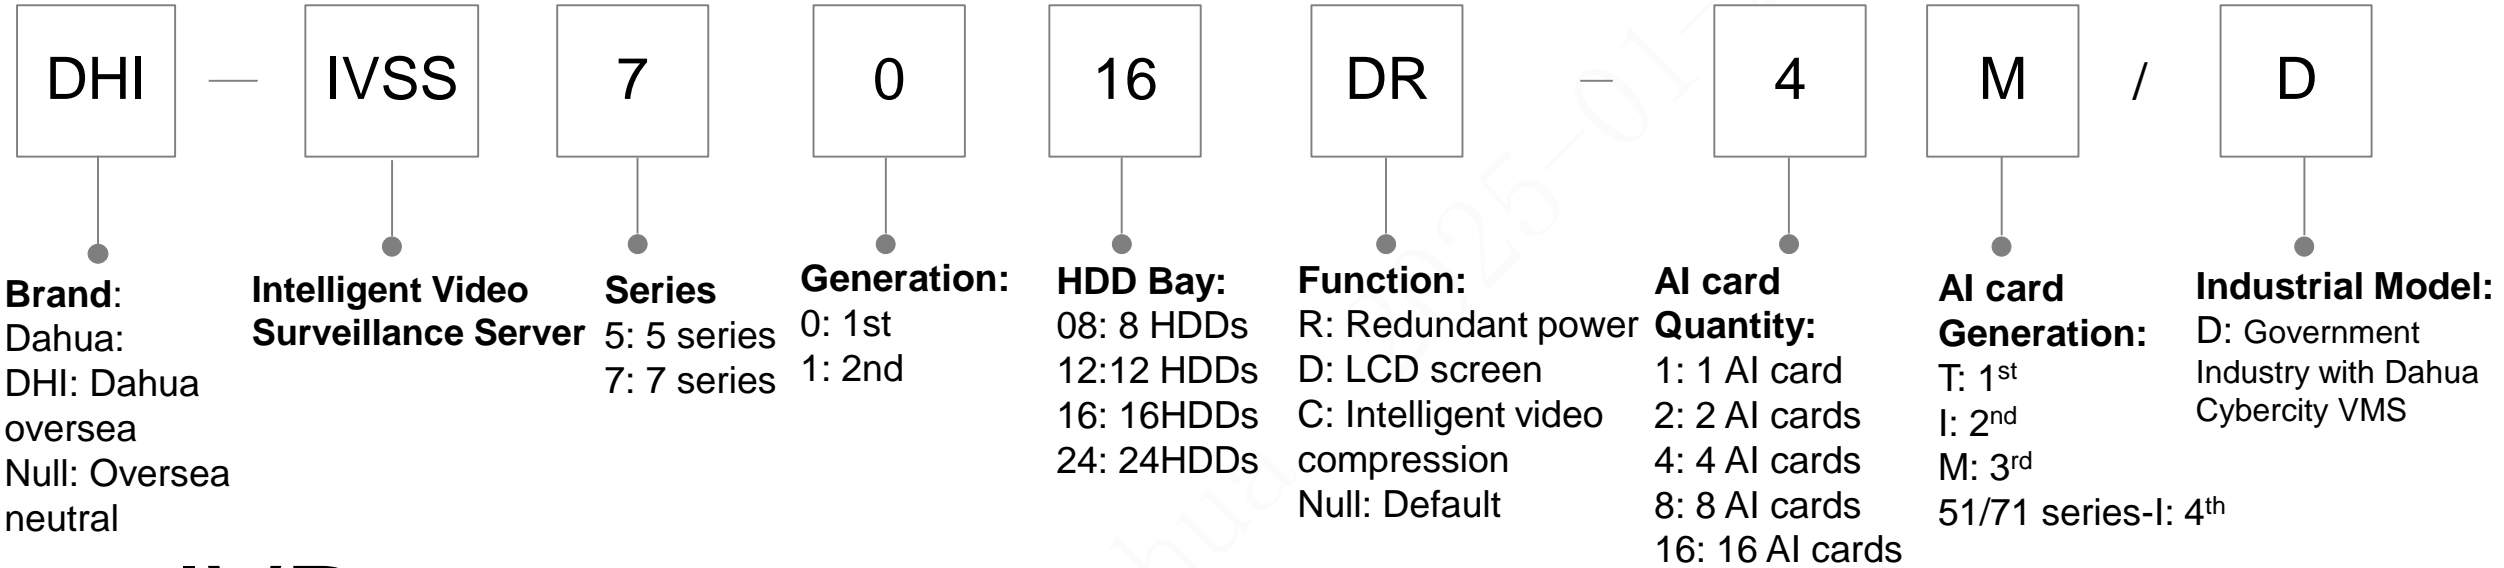 DHI — IVSS 7 0 16 DR — 4 M / D
Brand:
Dahua:
DHI: Dahua
oversea
Null: Oversea
neutral
Intelligent Video
Surveillance Server
Series
5: 5 series
7: 7 series
Generation:
0: 1st
1: 2nd
HDD Bay:
08: 8 HDDs
12:12 HDDs
16: 16HDDs
24: 24HDDs
Function:
R: Redundant power
D: LCD screen
C: Intelligent video
compression
Null: Default
AI card
Quantity:
1: 1 AI card
2: 2 AI cards
4: 4 AI cards
8: 8 AI cards
16: 16 AI cards
AI card
Generation:
T: 1st
I: 2nd
M: 3rd
51/71 series-I: 4th
Industrial Model:
D: Government
Industry with Dahua
Cybercity VMS